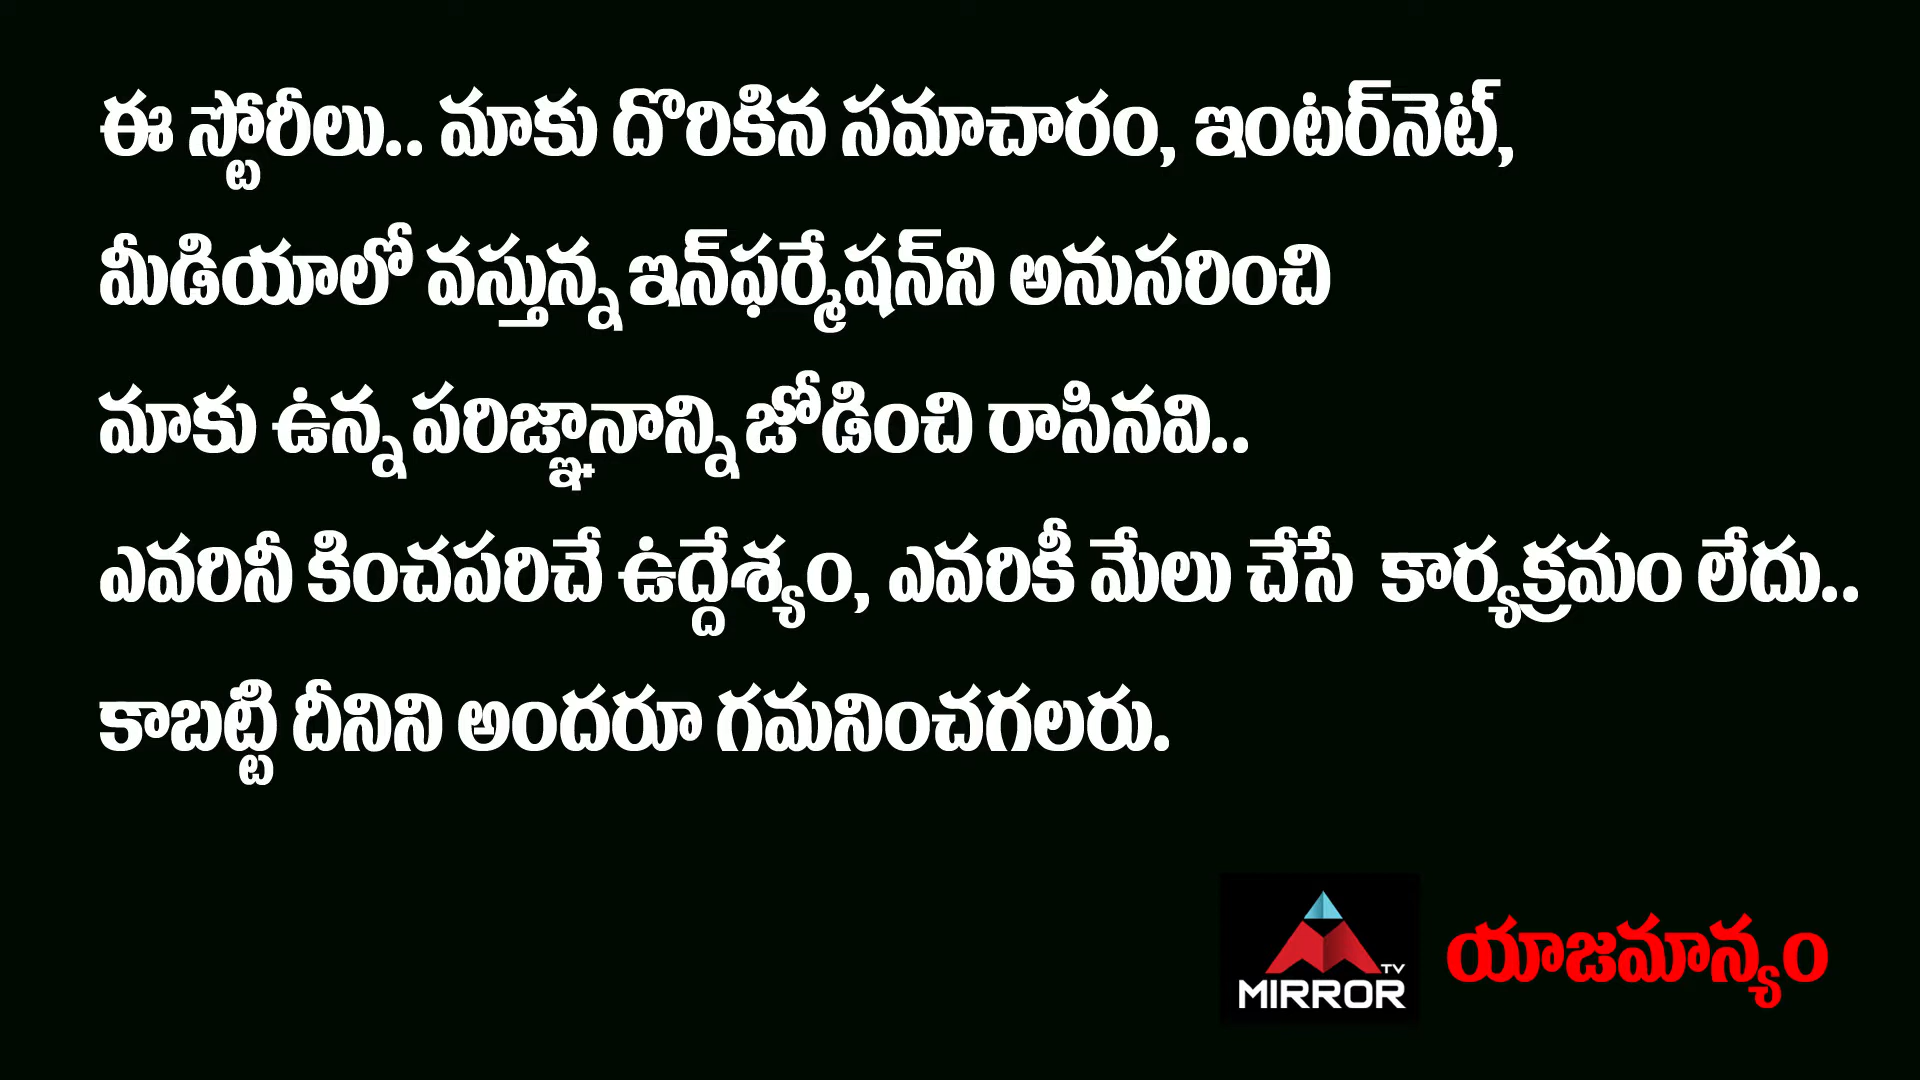 ఈ స్టోరీలు.. మాకు దొరికిన సమాచారం, ఇంటర్‌నెట్,
మీడియాలో వస్తున్న ఇన్‌ఫర్మేషన్‌ని అనుసరించి
మాకు ఉన్న పరిజ్ఞానాన్ని జోడించి రాసినవి..
ఎవరినీ కించపరిచే ఉద్దేశ్యం, ఎవరికీ మేలు చేసే కార్యక్రమం లేదు..
కాబట్టి దీనిని అందరూ గమనించగలరు.
TV
MIRROR
యాజమాన్యం